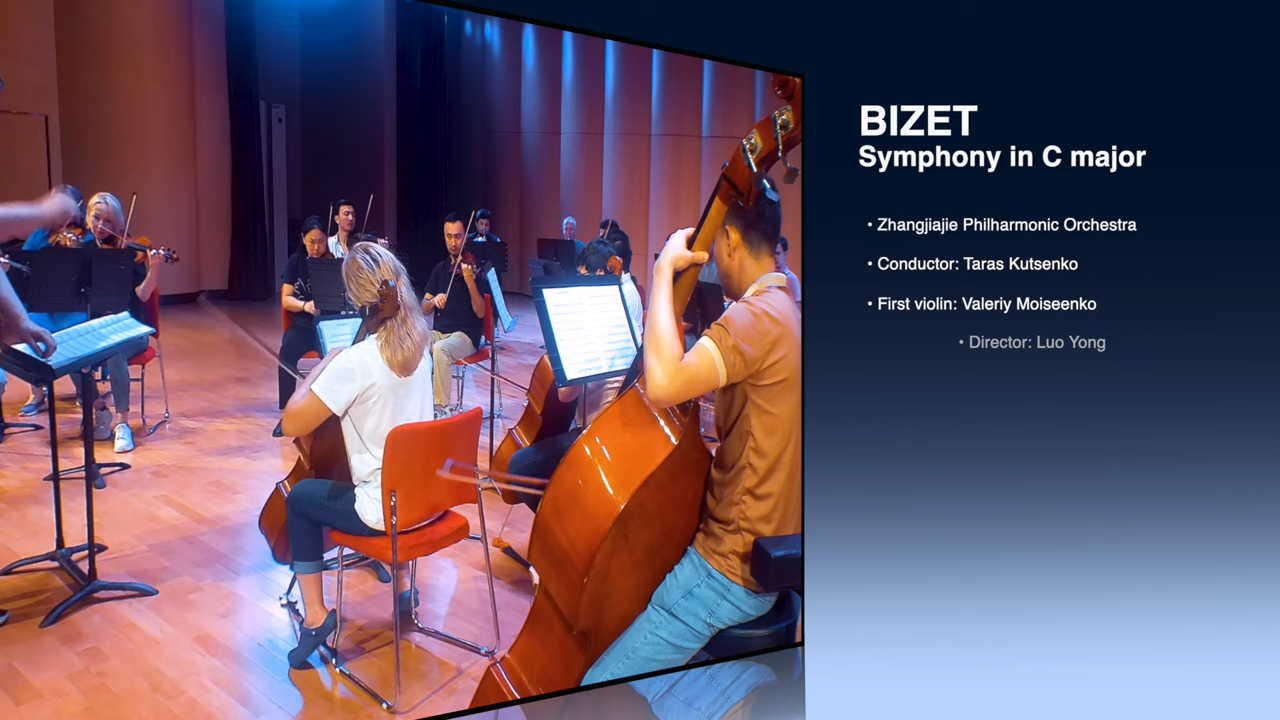 BIZET
Symphony in C major
• Zhangjiajie Philharmonic Orchestra
• Conductor: Taras Kutsenko
• First violin: Valeriy Moiseenko
• Director: Luo Yong